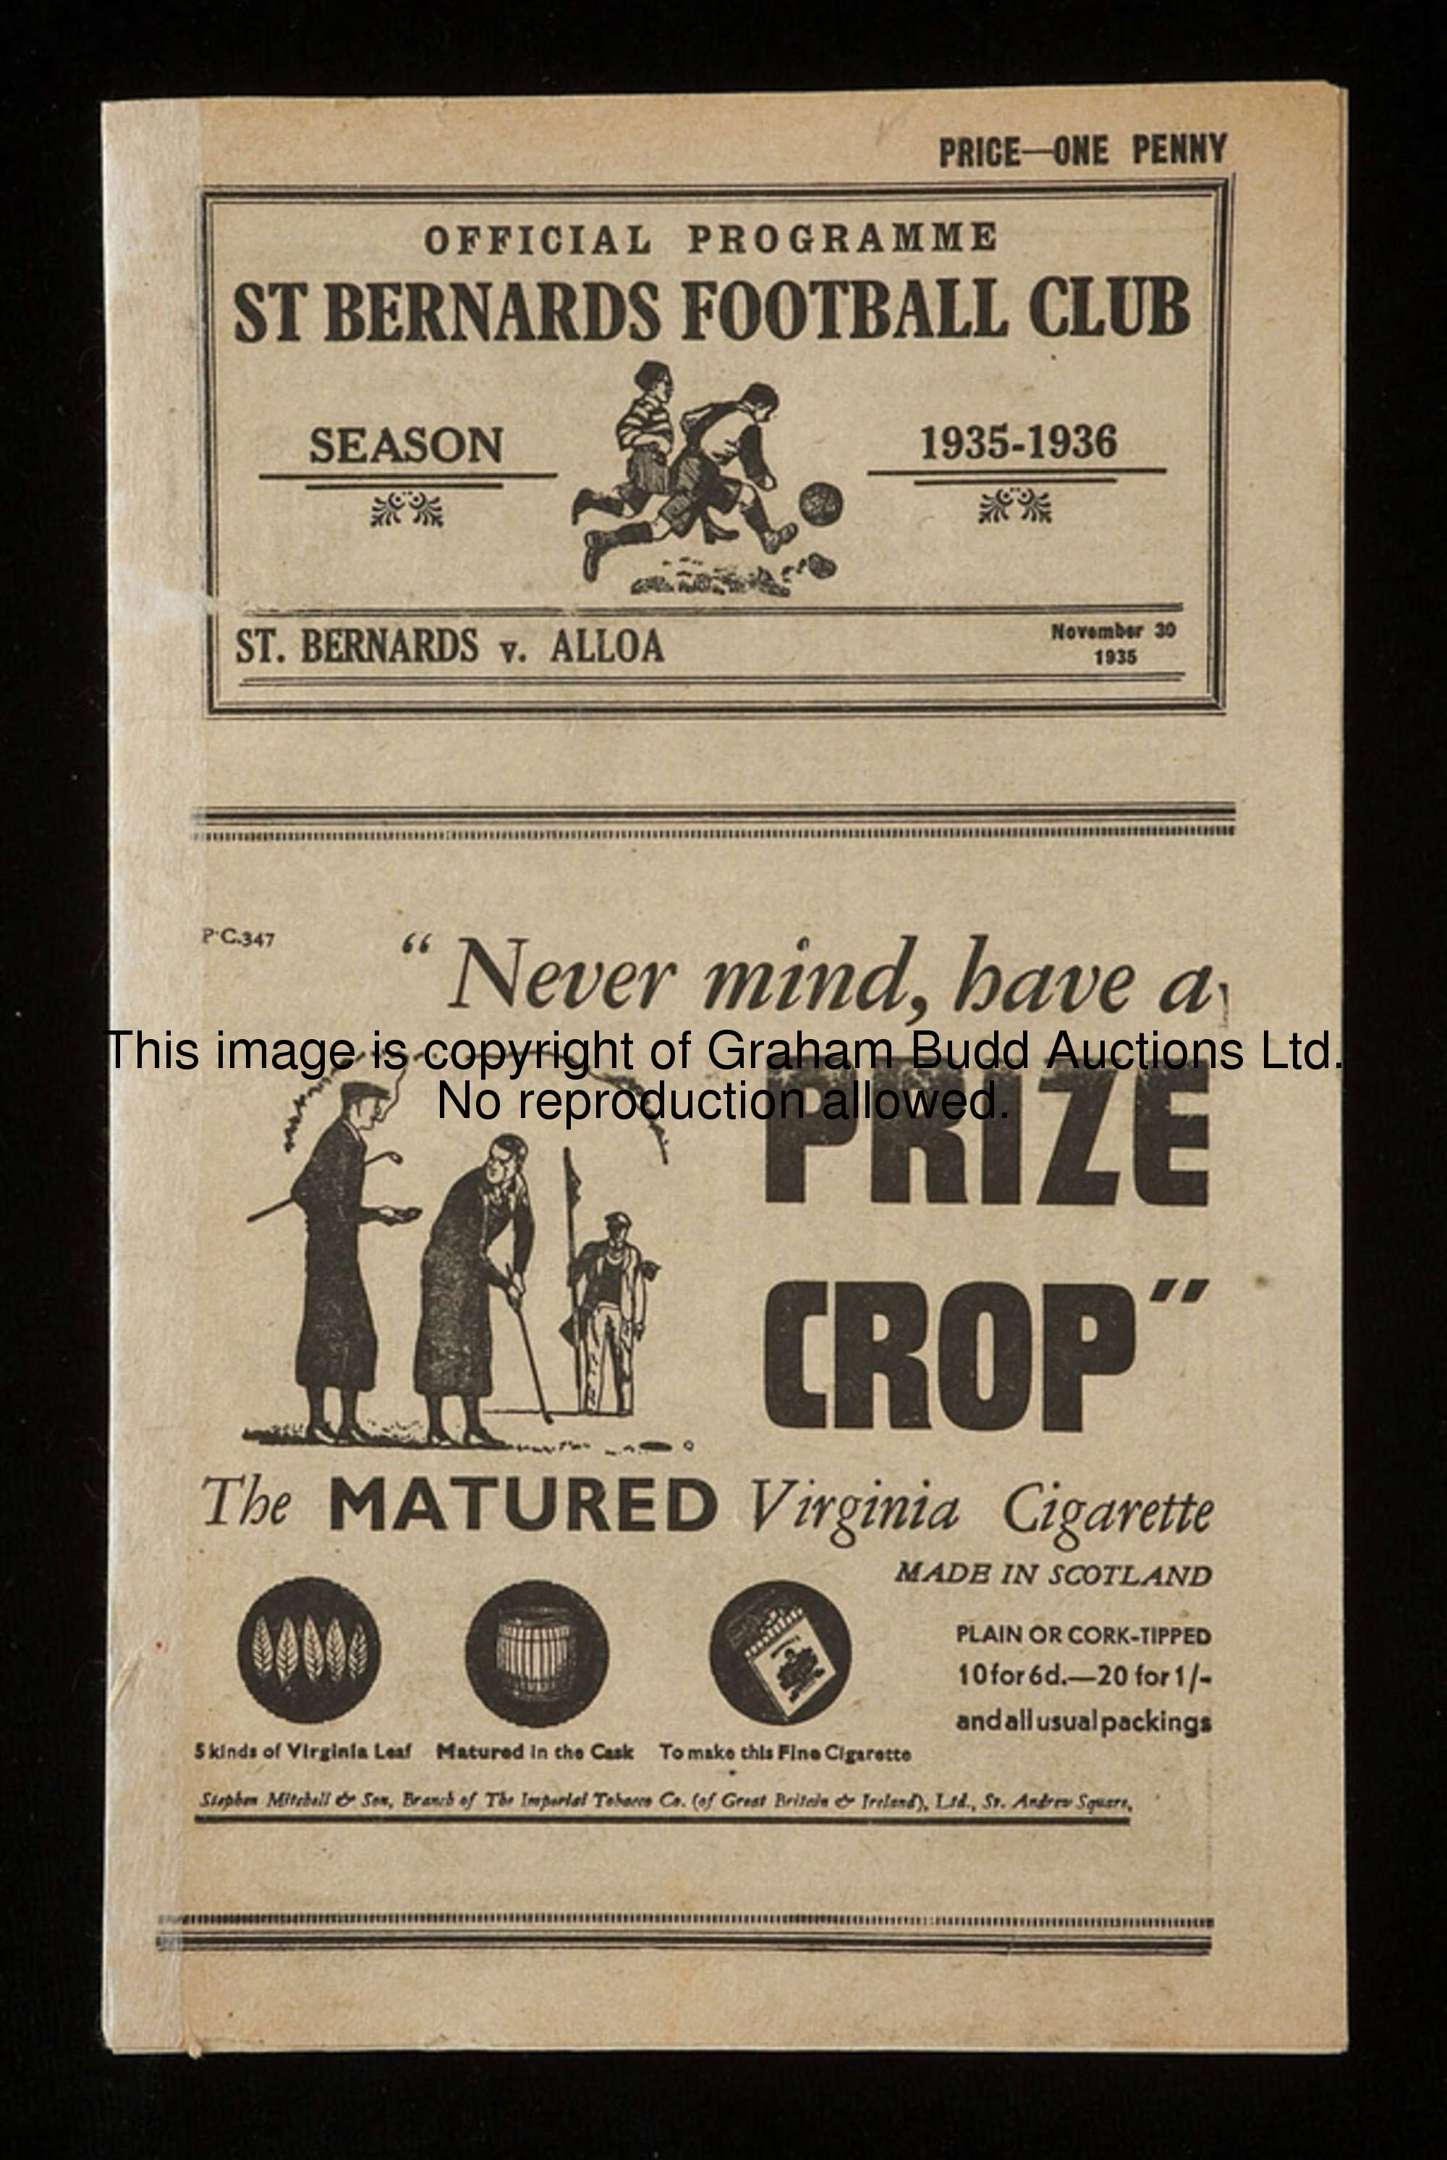 PRICE—ONE PENNY
OFFICIAL PROGRAMME
ST BERNARDS FOOTBALL CLUB
SEASON 1935-1936
ST. BERNARDS v. ALLOA
November 30
1935
P.C.347
“Never mind, have a
This image is copyright of Graham Budd Auctions Ltd.
No reproduction allowed.
PRIZE
CROP”
The MATURED Virginia Cigarette
MADE IN SCOTLAND
PLAIN OR CORK-TIPPED
10 for 6d.—20 for 1/-
and all usual packings
5 kinds of Virginia Leaf Matured in the Cask To make this Fine Cigarette
Stephen Mitchell & Son, Branch of The Imperial Tobacco Co. (of Great Britain & Ireland), Ltd., St. Andrew Square,